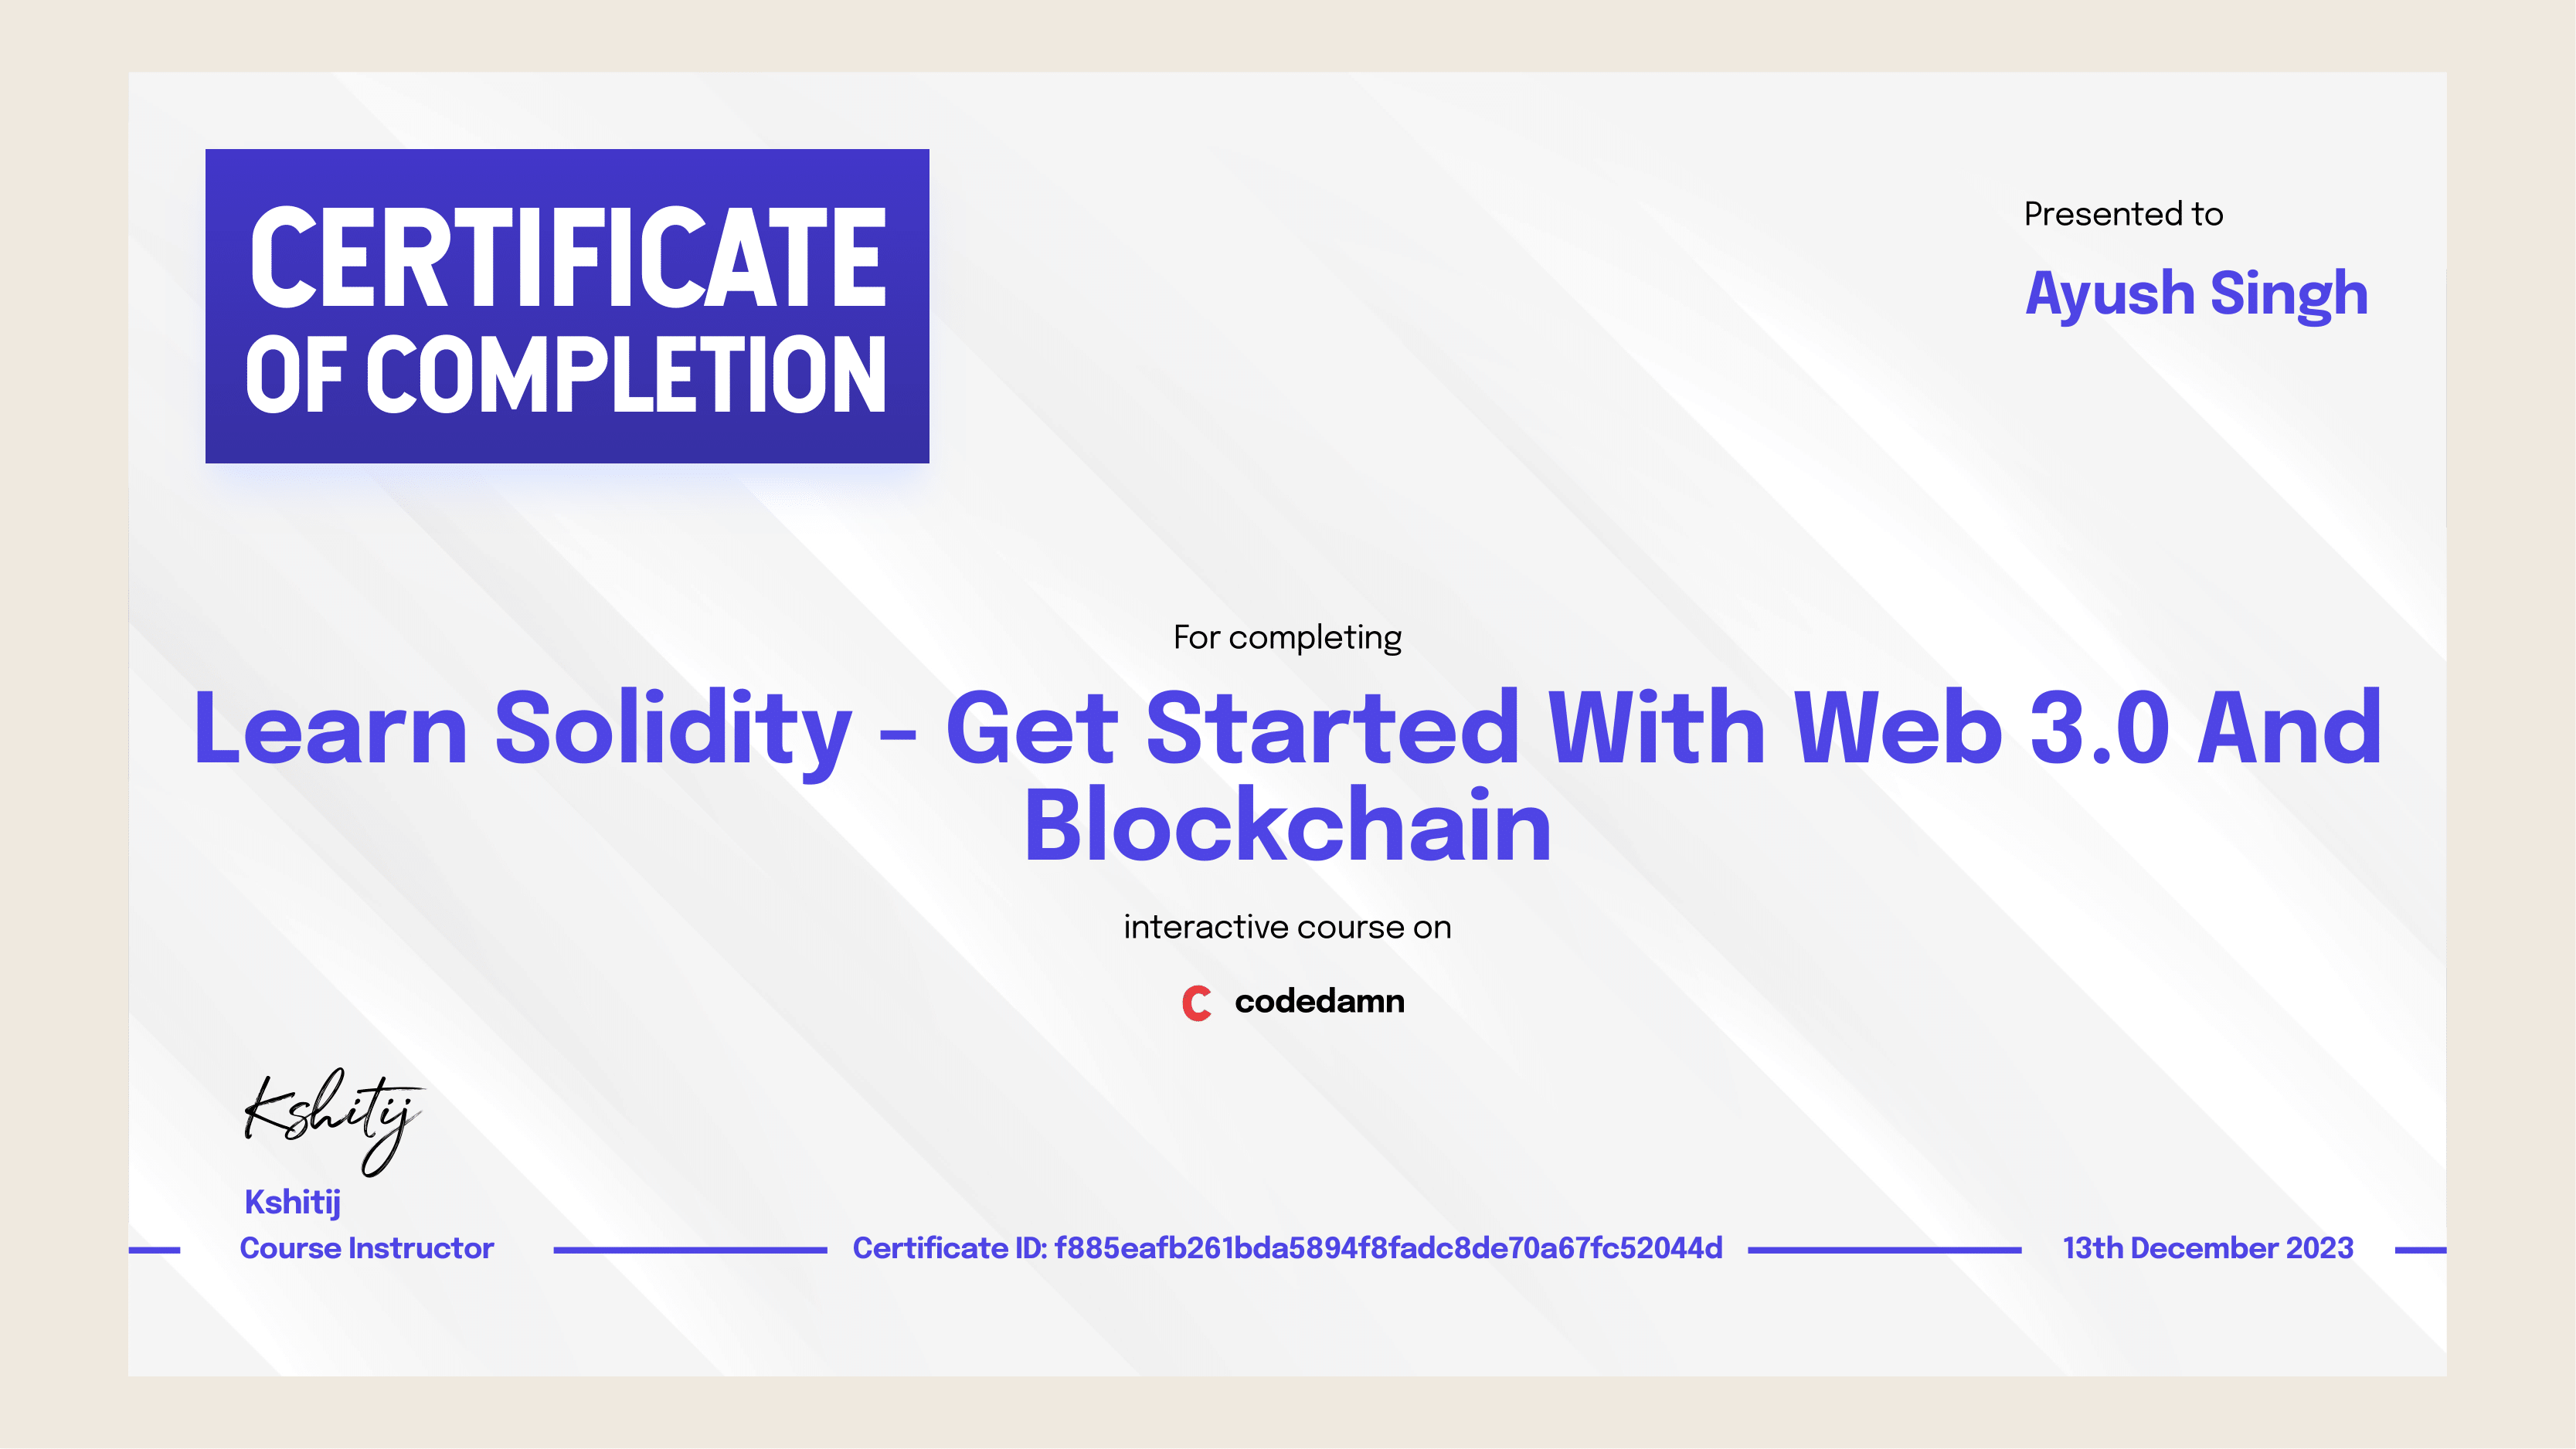 CERTIFICATE
OF COMPLETION
Presented to
Ayush Singh
For completing
Learn Solidity - Get Started With Web 3.0 And
Blockchain
interactive course on
C codedamn
Kshitij
Kshitij
Course Instructor
Certificate ID: f885eafb261bda5894f8fadc8de70a67fc52044d
13th December 2023